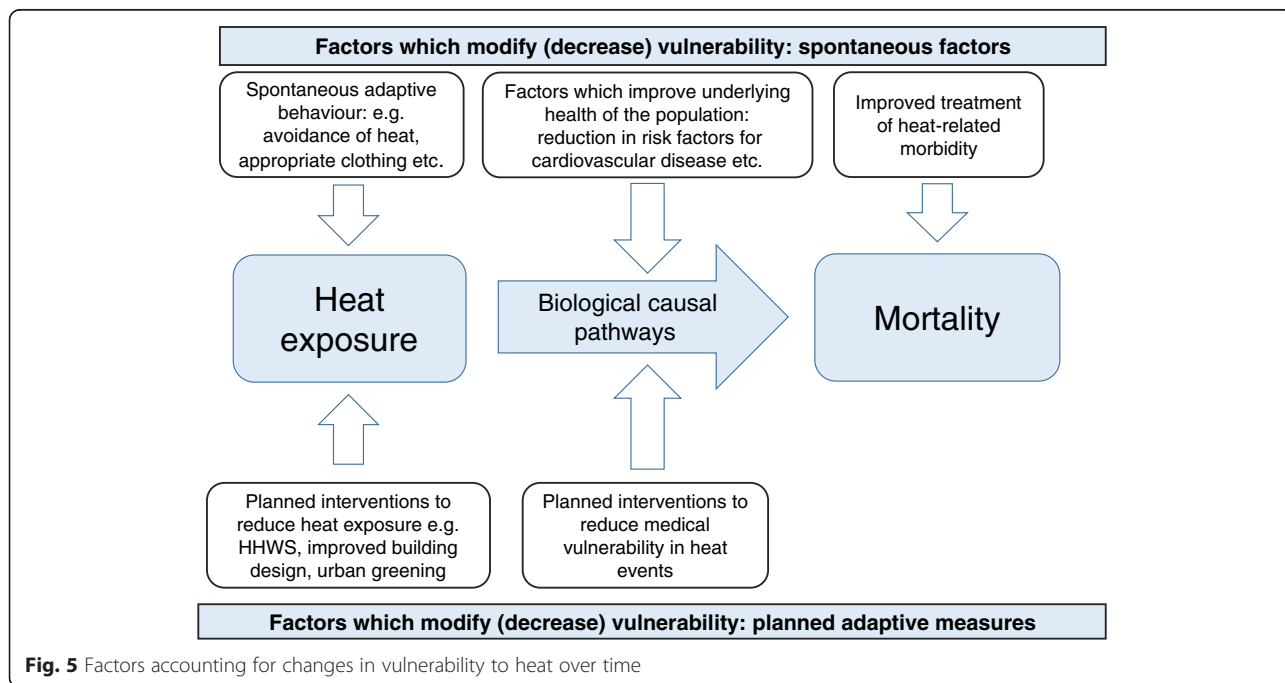 Factors which modify (decrease) vulnerability: spontaneous factors
Spontaneous adaptive
behaviour: e.g.
avoidance of heat,
appropriate clothing etc.
Factors which improve underlying
health of the population:
reduction in risk factors for
cardiovascular disease etc.
Improved treatment
of heat-related
morbidity
Heat
exposure
Biological causal
pathways
Mortality
Planned interventions to
reduce heat exposure e.g.
HHWS, improved building
design, urban greening
Planned interventions to
reduce medical
vulnerability in heat
events
Factors which modify (decrease) vulnerability: planned adaptive measures
Fig. 5 Factors accounting for changes in vulnerability to heat over time